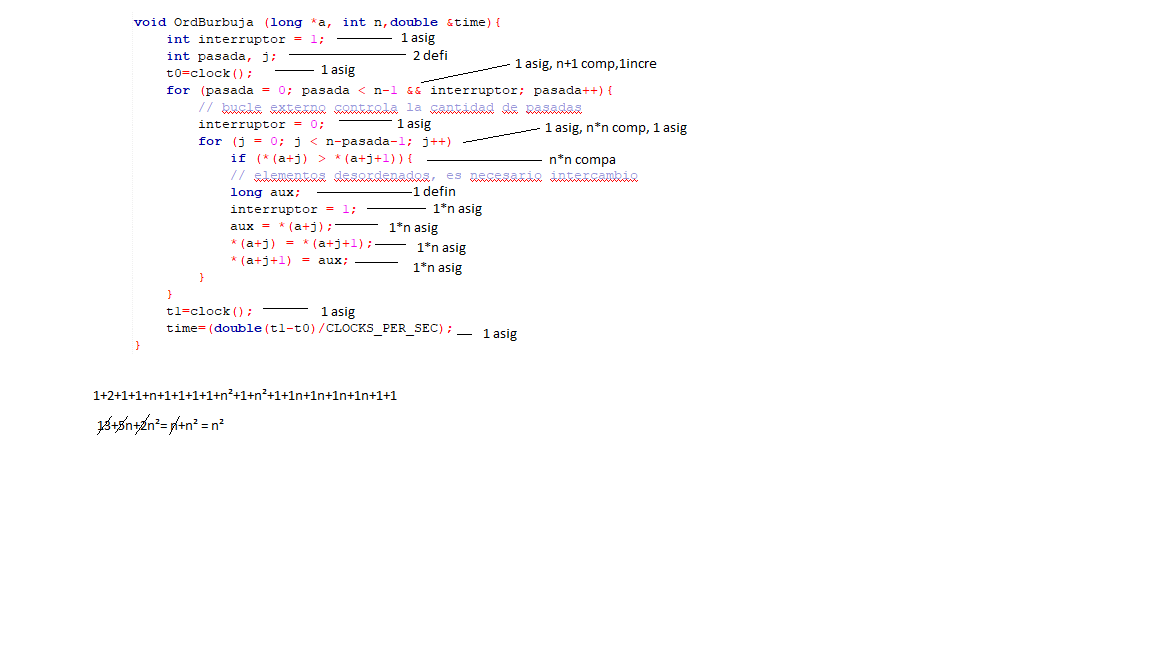 void OrdBurbuja (long *a, int n,double &time){
int interruptor = 1; 1 asig
int pasada, j; 2 defi
t0=clock(); 1 asig
1 asig, n+1 comp,1incre
for (pasada = 0; pasada < n-1 && interruptor; pasada++){
// bucle externo controla la cantidad de pasadas
interruptor = 0; 1 asig
1 asig, n*n comp, 1 asig
for (j = 0; j < n-pasada-1; j++)
if (*(a+j) > *(a+j+1)){ n*n compa
// elementos desordenados, es necesario intercambio
long aux; 1 defin
interruptor = 1; 1*n asig
aux = *(a+j); 1*n asig
*(a+j) = *(a+j+1); 1*n asig
*(a+j+1) = aux; 1*n asig
}
}
t1=clock(); 1 asig
time=(double(t1-t0)/CLOCKS_PER_SEC); 1 asig
}
1+2+1+1+n+1+1+1+1+n²+1+n²+1+1n+1n+1n+1n+1+1
13+5n+2n²= n+n² = n²